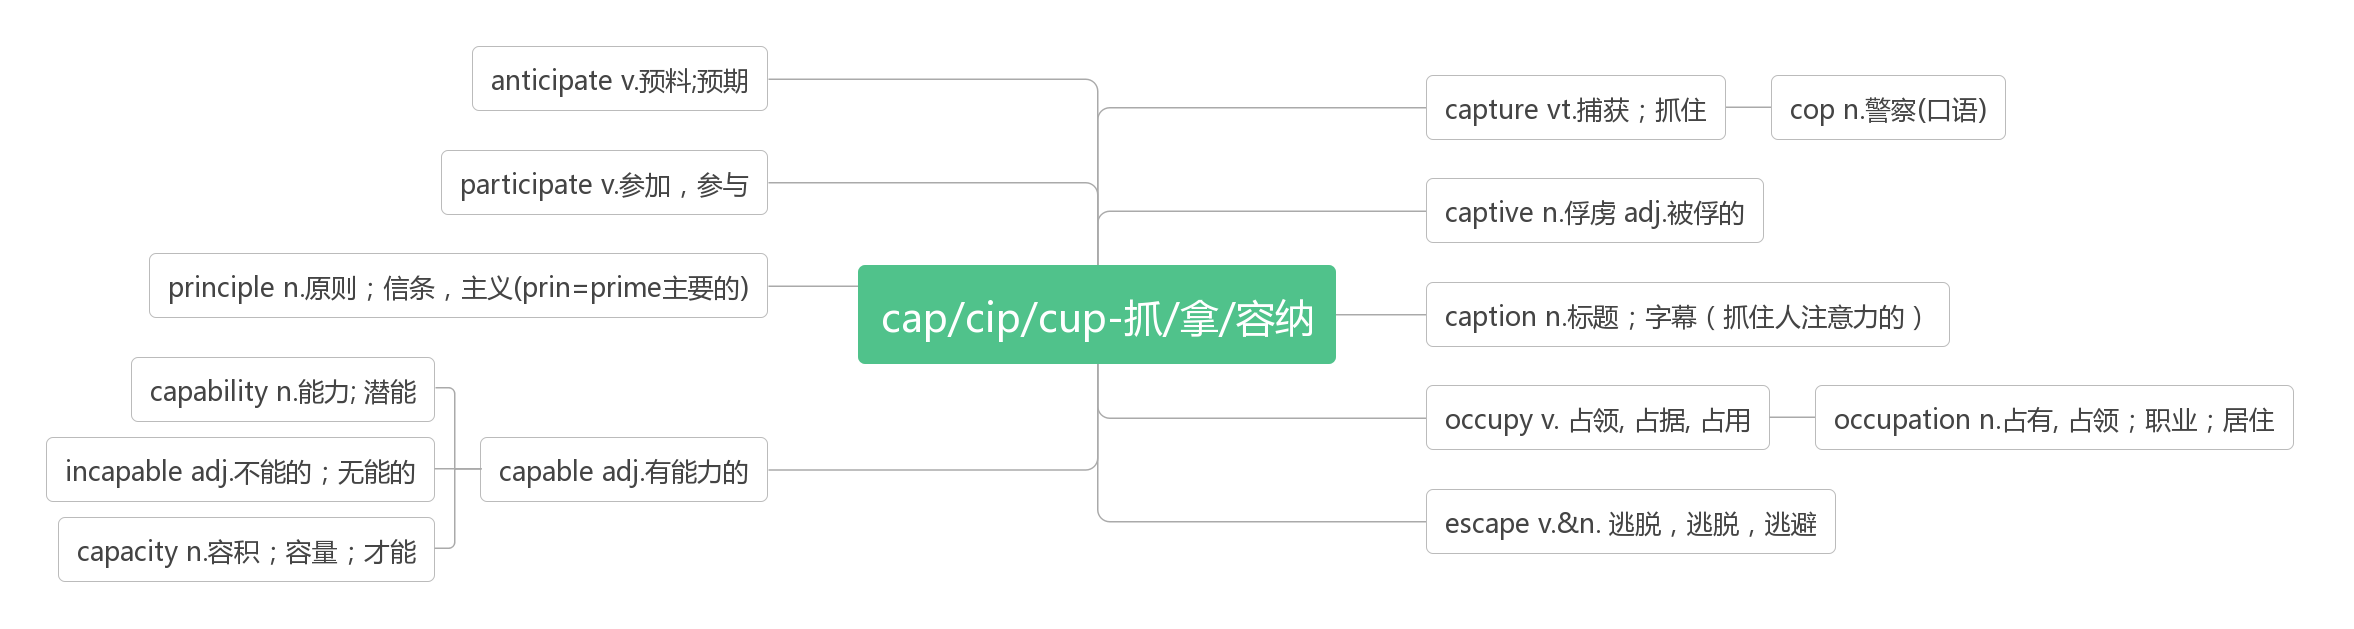 anticipate v.预料;预期
participate v.参加，参与
principle n.原则；信条，主义(prin=prime主要的)
capability n.能力; 潜能
incapable adj.不能的；无能的
capacity n.容积；容量；才能
capable adj.有能力的
cap/cip/cup-抓/拿/容纳
capture vt.捕获；抓住
cop n.警察(口语)
captive n.俘虏 adj.被俘的
caption n.标题；字幕（抓住人注意力的）
occupy v. 占领, 占据, 占用
occupation n.占有, 占领；职业；居住
escape v.&n. 逃脱，逃脱，逃避